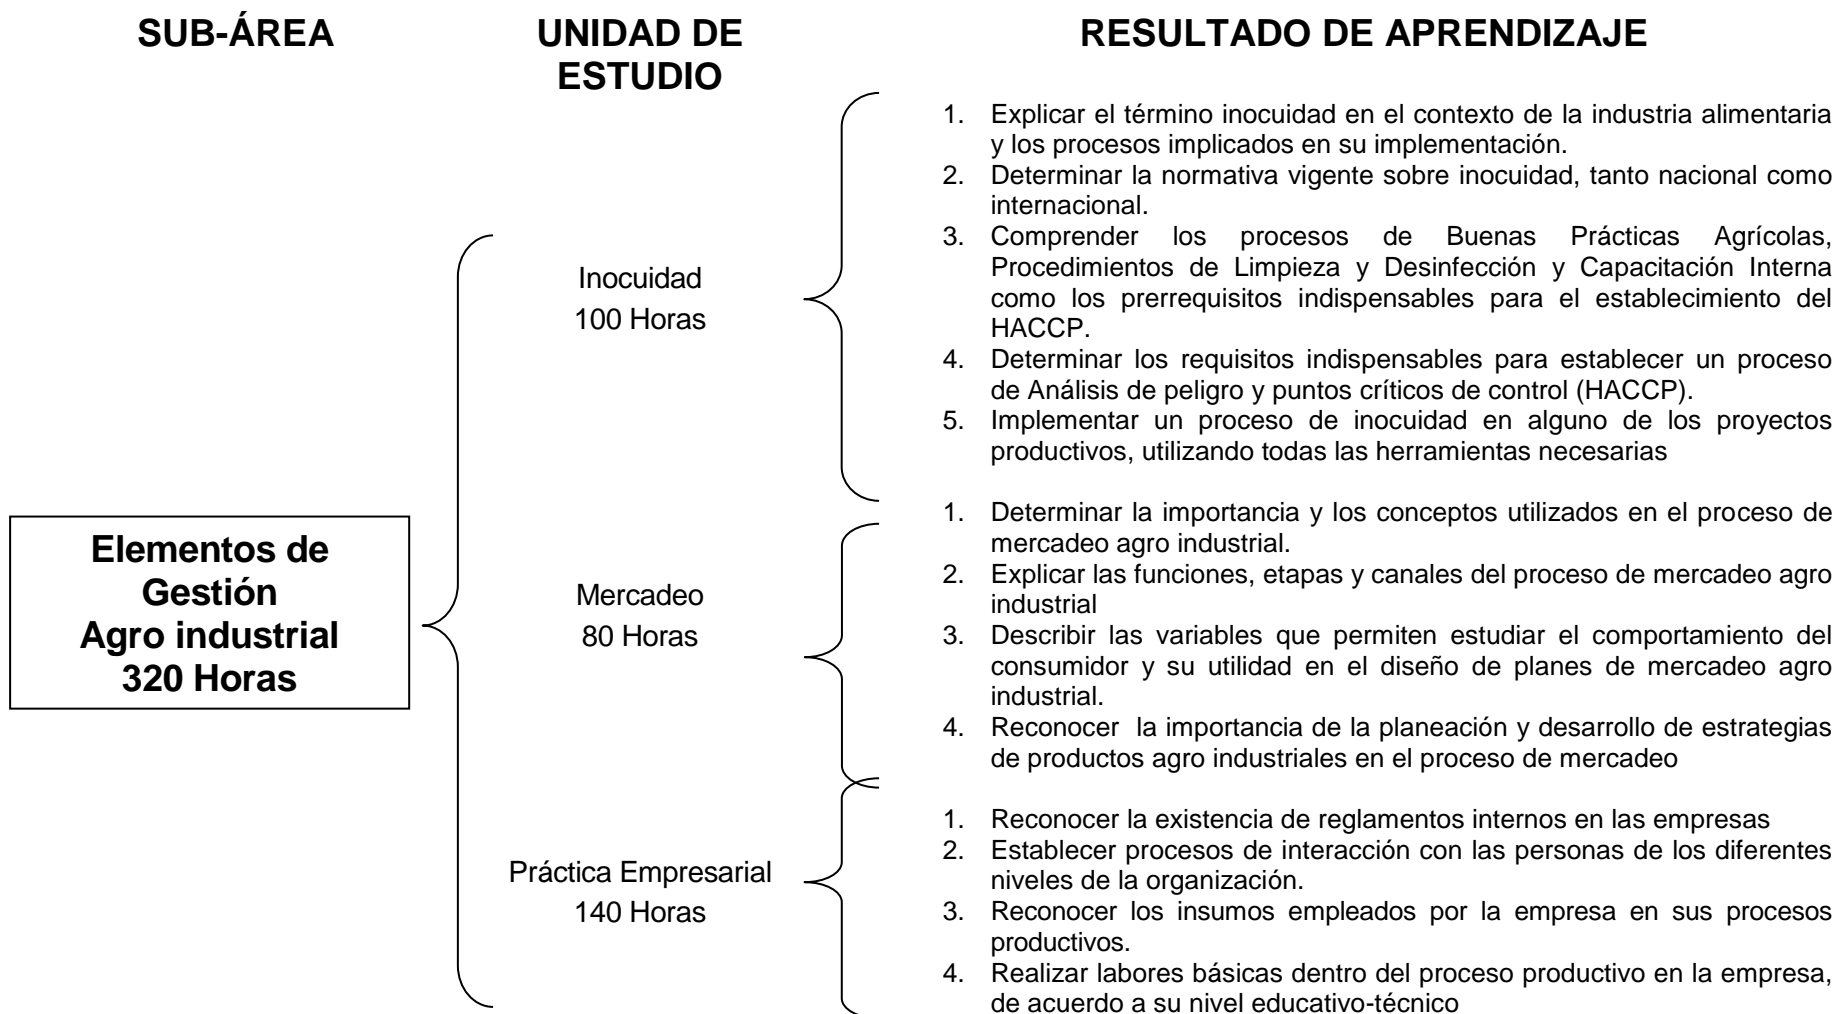 SUB-ÁREA
UNIDAD DE
ESTUDIO
RESULTADO DE APRENDIZAJE
Elementos de
Gestión
Agro industrial
320 Horas
Inocuidad
100 Horas
1. Explicar el término inocuidad en el contexto de la industria alimentaria
y los procesos implicados en su implementación.
2. Determinar la normativa vigente sobre inocuidad, tanto nacional como
internacional.
3. Comprender los procesos de Buenas Prácticas Agrícolas,
Procedimientos de Limpieza y Desinfección y Capacitación Interna
como los prerrequisitos indispensables para el establecimiento del
HACCP.
4. Determinar los requisitos indispensables para establecer un proceso
de Análisis de peligro y puntos críticos de control (HACCP).
5. Implementar un proceso de inocuidad en alguno de los proyectos
productivos, utilizando todas las herramientas necesarias
Mercadeo
80 Horas
1. Determinar la importancia y los conceptos utilizados en el proceso de
mercadeo agro industrial.
2. Explicar las funciones, etapas y canales del proceso de mercadeo agro
industrial
3. Describir las variables que permiten estudiar el comportamiento del
consumidor y su utilidad en el diseño de planes de mercadeo agro
industrial.
4. Reconocer la importancia de la planeación y desarrollo de estrategias
de productos agro industriales en el proceso de mercadeo
Práctica Empresarial
140 Horas
1. Reconocer la existencia de reglamentos internos en las empresas
2. Establecer procesos de interacción con las personas de los diferentes
niveles de la organización.
3. Reconocer los insumos empleados por la empresa en sus procesos
productivos.
4. Realizar labores básicas dentro del proceso productivo en la empresa,
de acuerdo a su nivel educativo-técnico